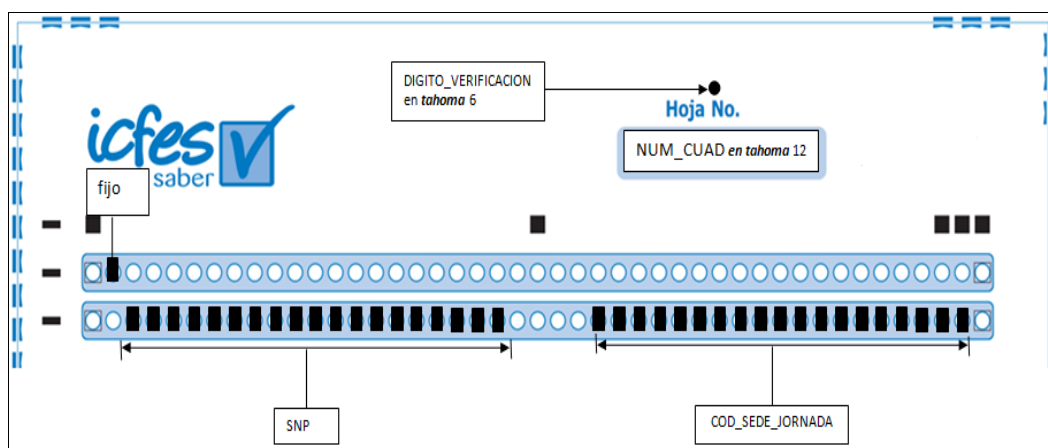 DIGITO_VERIFICACION
en tahoma 6
Hoja No.
NUM_CUAD en tahoma 12
icfes
saber
fijo
SNP
COD_SEDE_JORNADA